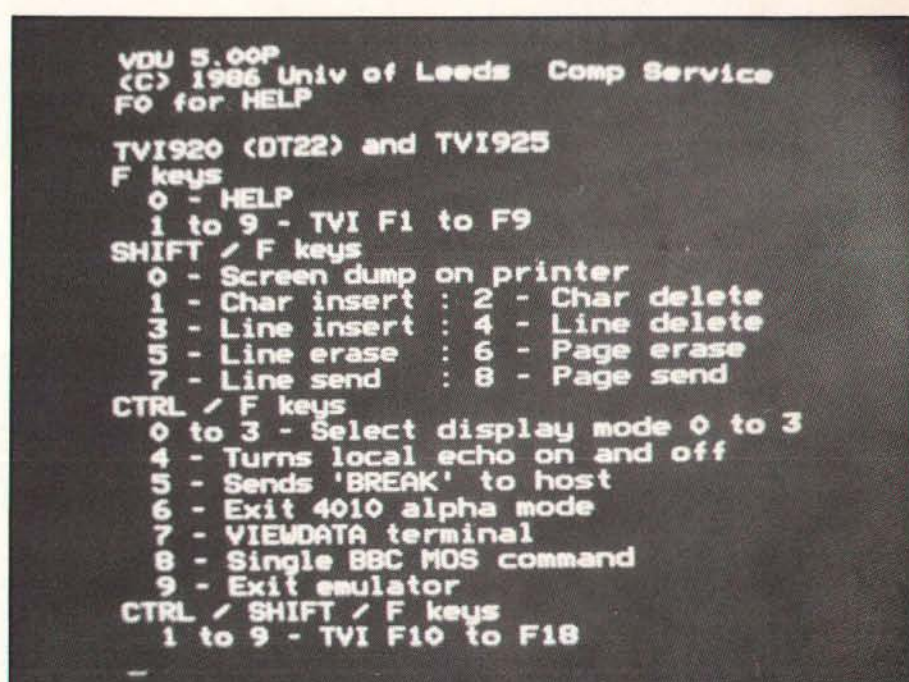 VDU 5.00P
(C) 1986 Univ of Leeds  Comp Service
F0 for HELP
TVI920 (DT22) and TVI925
F keys
0 - HELP
1 to 9 - TVI F1 to F9
SHIFT / F keys
0 - Screen dump on printer
1 - Char insert : 2 - Char delete
3 - Line insert : 4 - Line delete
5 - Line erase  : 6 - Page erase
7 - Line send   : 8 - Page send
CTRL / F keys
0 to 3 - Select display mode 0 to 3
4 - Turns local echo on and off
5 - Sends 'BREAK' to host
6 - Exit 4010 alpha mode
7 - VIEWDATA terminal
8 - Single BBC MOS command
9 - Exit emulator
CTRL / SHIFT / F keys
1 to 9 - TVI F10 to F18